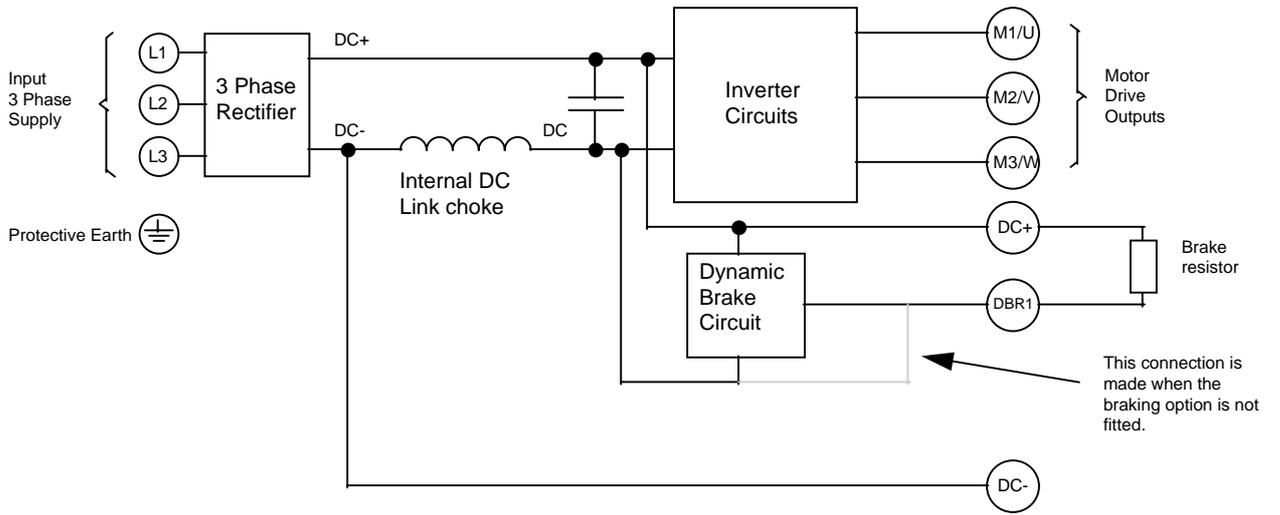 Input
3 Phase
Supply
L1
L2
L3
Protective Earth
3 Phase
Rectifier
DC+
DC-
DC
Internal DC
Link choke
Inverter
Circuits
M1/U
M2/V
M3/W
Motor
Drive
Outputs
DC+
DBR1
Brake
resistor
Dynamic
Brake
Circuit
This connection is
made when the
braking option is not
fitted.
DC-